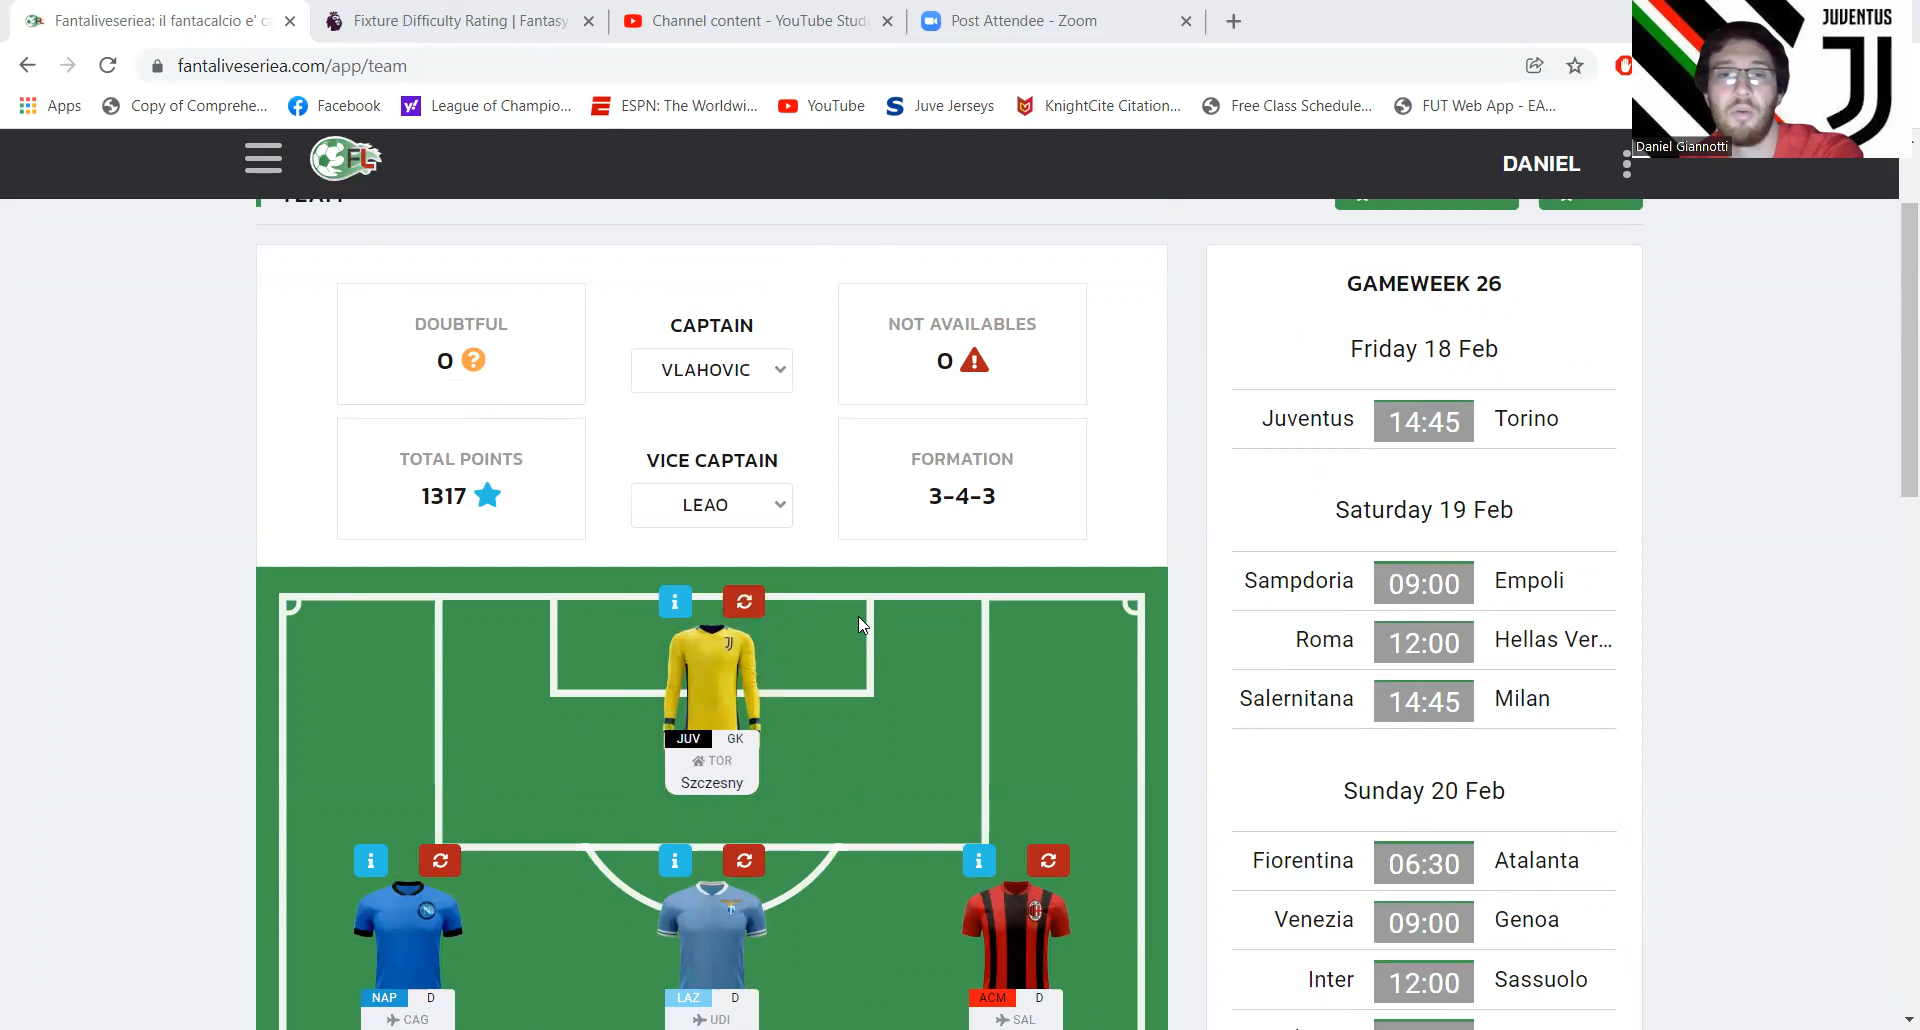 Fantaliveseriea: il fantacalcio e' c
Fixture Difficulty Rating | Fantasy
Channel content - YouTube Stud
Post Attendee - Zoom
fantaliveseriea.com/app/team
Apps
Copy of Comprehe...
Facebook
League of Champio...
ESPN: The Worldwi...
YouTube
Juve Jerseys
KnightCite Citation...
Free Class Schedule...
FUT Web App - EA...
JUVENTUS
Daniel Giannotti
FL
DANIEL
TEAM
DOUBTFUL
0
CAPTAIN
VLAHOVIC
NOT AVAILABLES
0
TOTAL POINTS
1317
VICE CAPTAIN
LEAO
FORMATION
3-4-3
JUV GK
TOR
Szczesny
NAP D
CAG
LAZ D
UDI
ACM D
SAL
GAMEWEEK 26
Friday 18 Feb
Juventus 14:45 Torino
Saturday 19 Feb
Sampdoria 09:00 Empoli
Roma 12:00 Hellas Ver...
Salernitana 14:45 Milan
Sunday 20 Feb
Fiorentina 06:30 Atalanta
Venezia 09:00 Genoa
Inter 12:00 Sassuolo